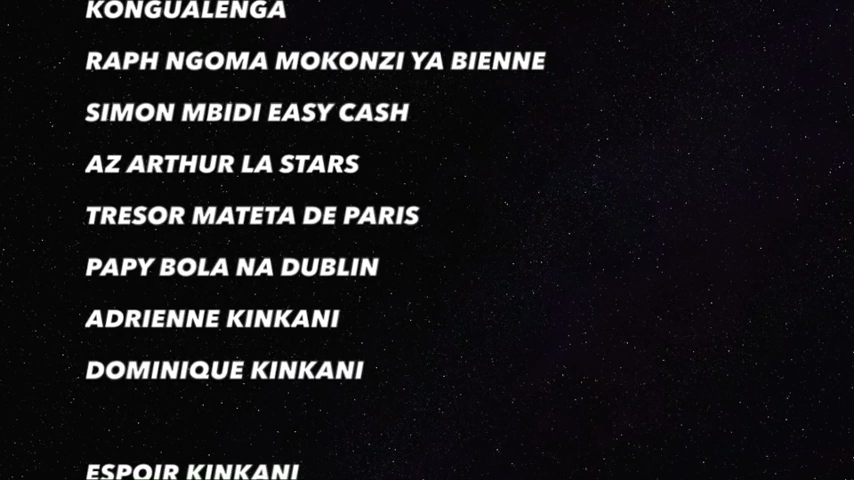 KONGUALENGA
RAPH NGOMA MOKONZI YA BIENNE
SIMON MBIDI EASY CASH
AZ ARTHUR LA STARS
TRESOR MATETA DE PARIS
PAPY BOLA NA DUBLIN
ADRIENNE KINKANI
DOMINIQUE KINKANI
ESPOIR KINKANI